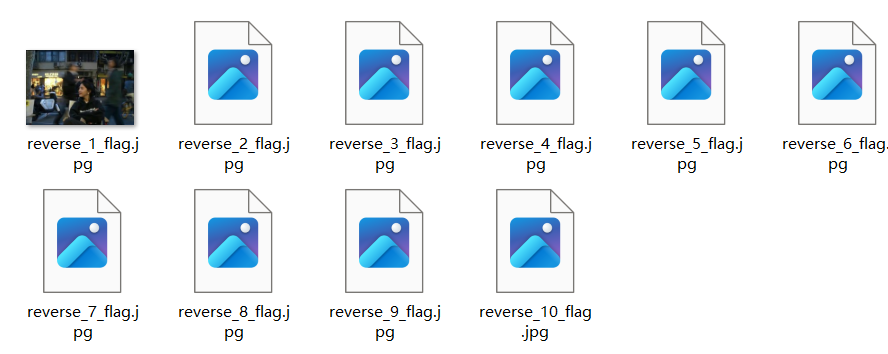 reverse_1_flag.j
pg
reverse_2_flag.j
pg
reverse_3_flag.j
pg
reverse_4_flag.j
pg
reverse_5_flag.j
pg
reverse_6_flag.
pg
reverse_7_flag.j
pg
reverse_8_flag.j
pg
reverse_9_flag.j
pg
reverse_10_flag
.jpg